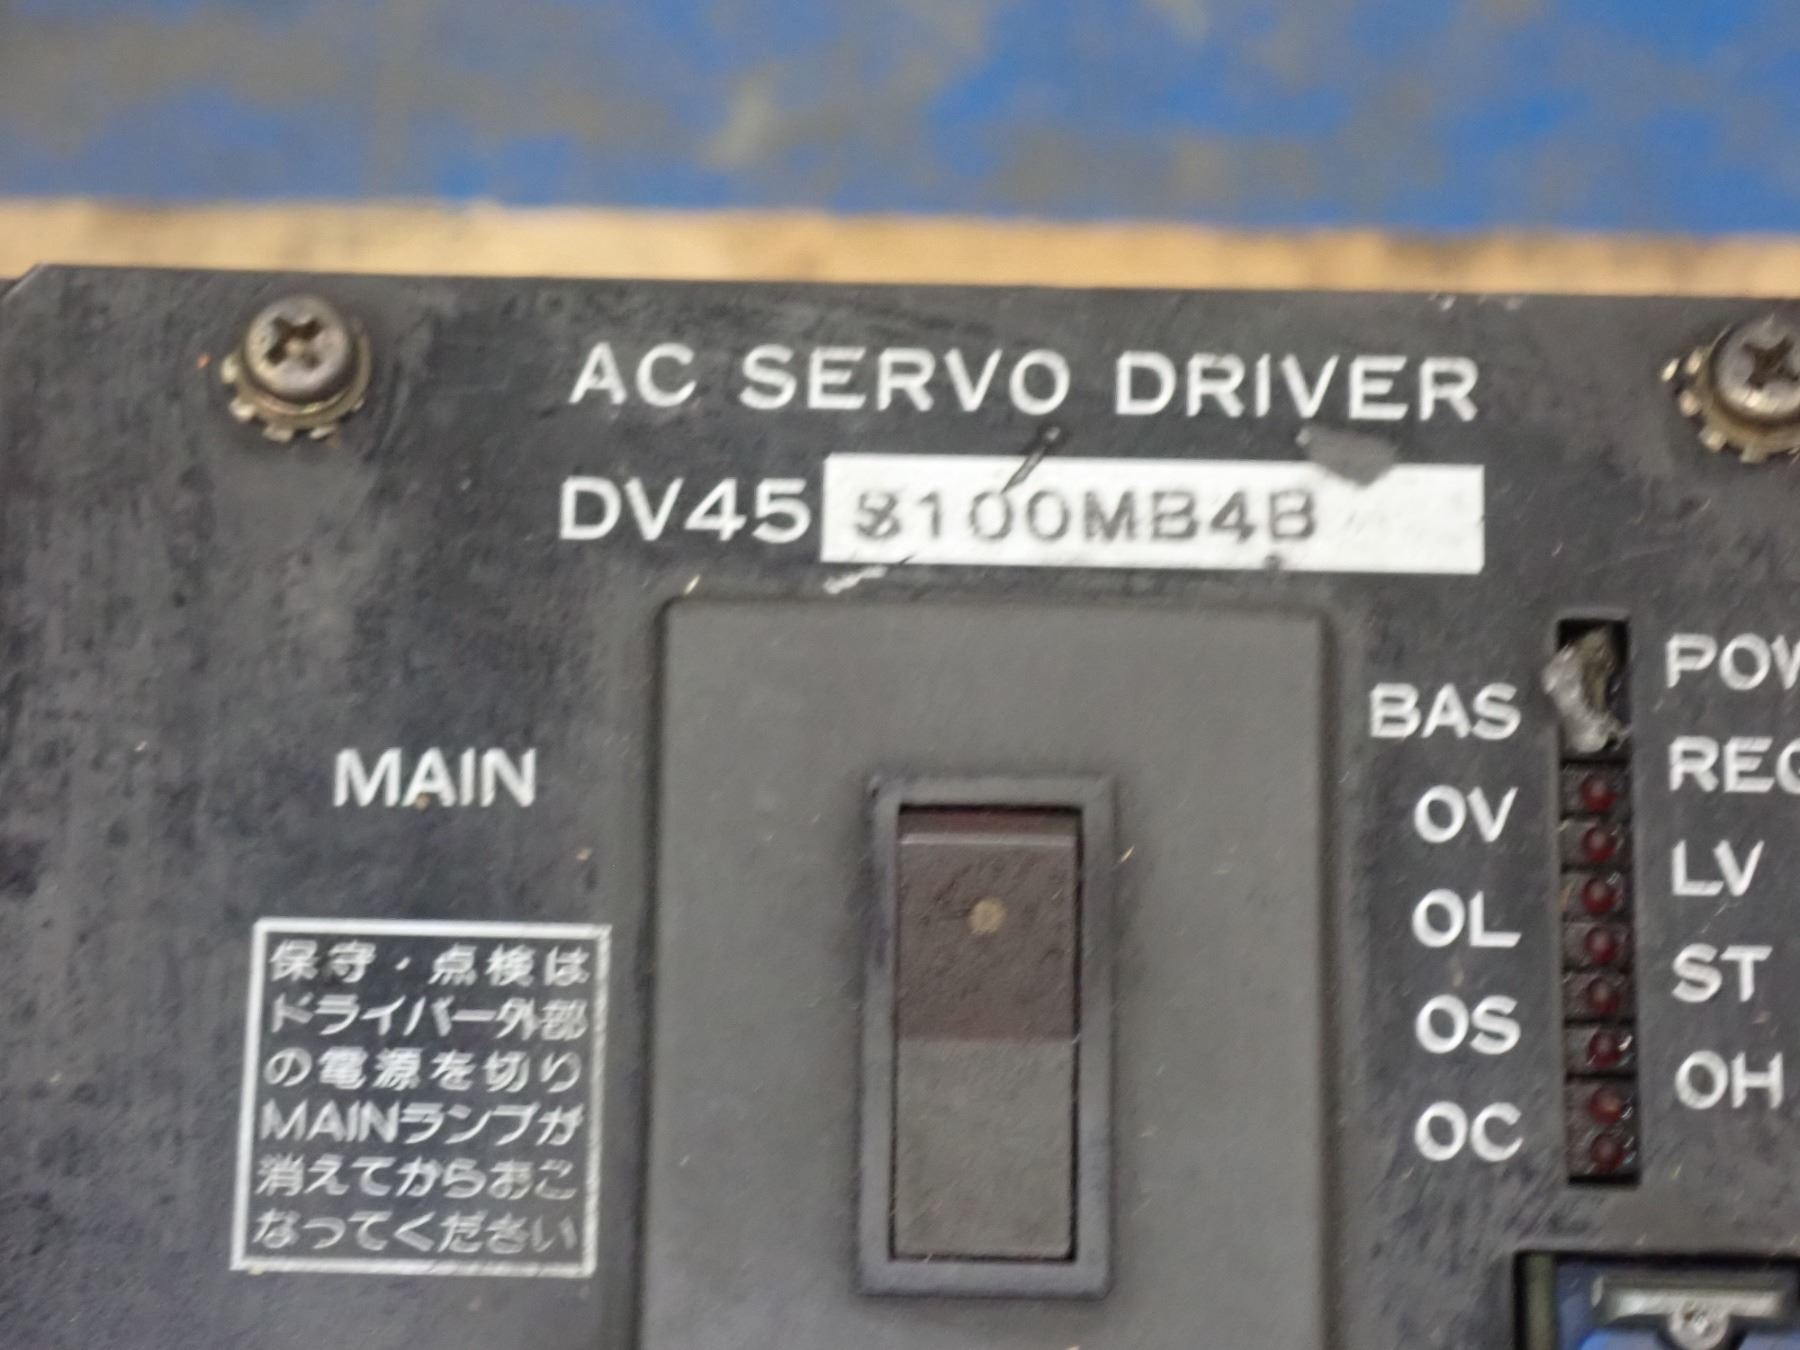 AC SERVO DRIVER
DV45 S100MB4B
BAS
OV
LV
MAIN
OL
ST
OS
OH
OC
保守・点検は
ドライバー外部
の電源を切り
MAINランプが
消えてからおこ
なってください